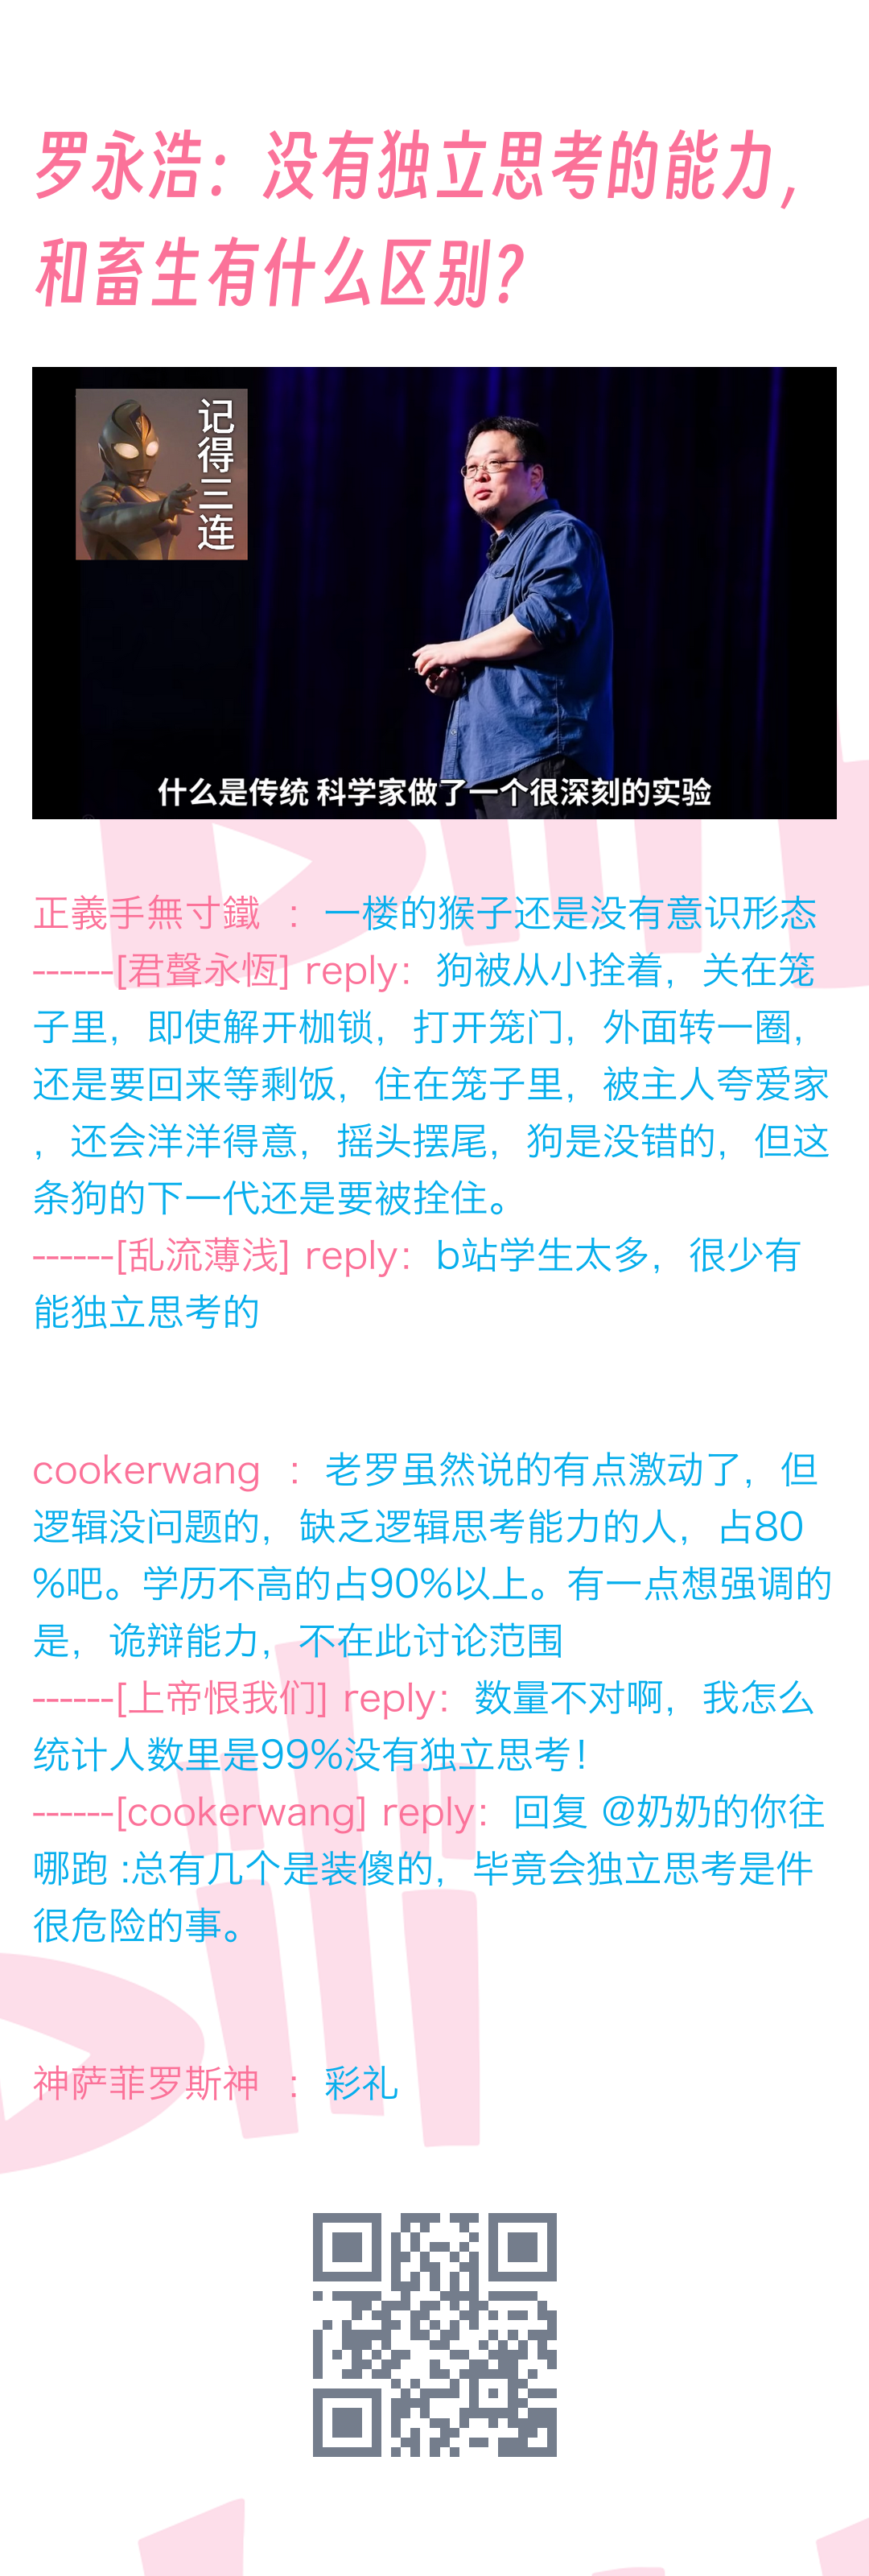 罗永浩：没有独立思考的能力，
和畜生有什么区别？
记得三连
什么是传统 科学家做了一个很深刻的实验
正義手無寸鐵 ：一楼的猴子还是没有意识形态
------[君聲永恆] reply：狗被从小拴着，关在笼
子里，即使解开枷锁，打开笼门，外面转一圈，
还是要回来等剩饭，住在笼子里，被主人夸爱家
，还会洋洋得意，摇头摆尾，狗是没错的，但这
条狗的下一代还是要被拴住。
------[乱流薄浅] reply：b站学生太多，很少有
能独立思考的
cookerwang ：老罗虽然说的有点激动了，但
逻辑没问题的，缺乏逻辑思考能力的人，占80
%吧。学历不高的占90%以上。有一点想强调的
是，诡辩能力，不在此讨论范围
------[上帝恨我们] reply：数量不对啊，我怎么
统计人数里是99%没有独立思考！
------[cookerwang] reply：回复 @奶奶的你往
哪跑 :总有几个是装傻的，毕竟会独立思考是件
很危险的事。
神萨菲罗斯神 ：彩礼